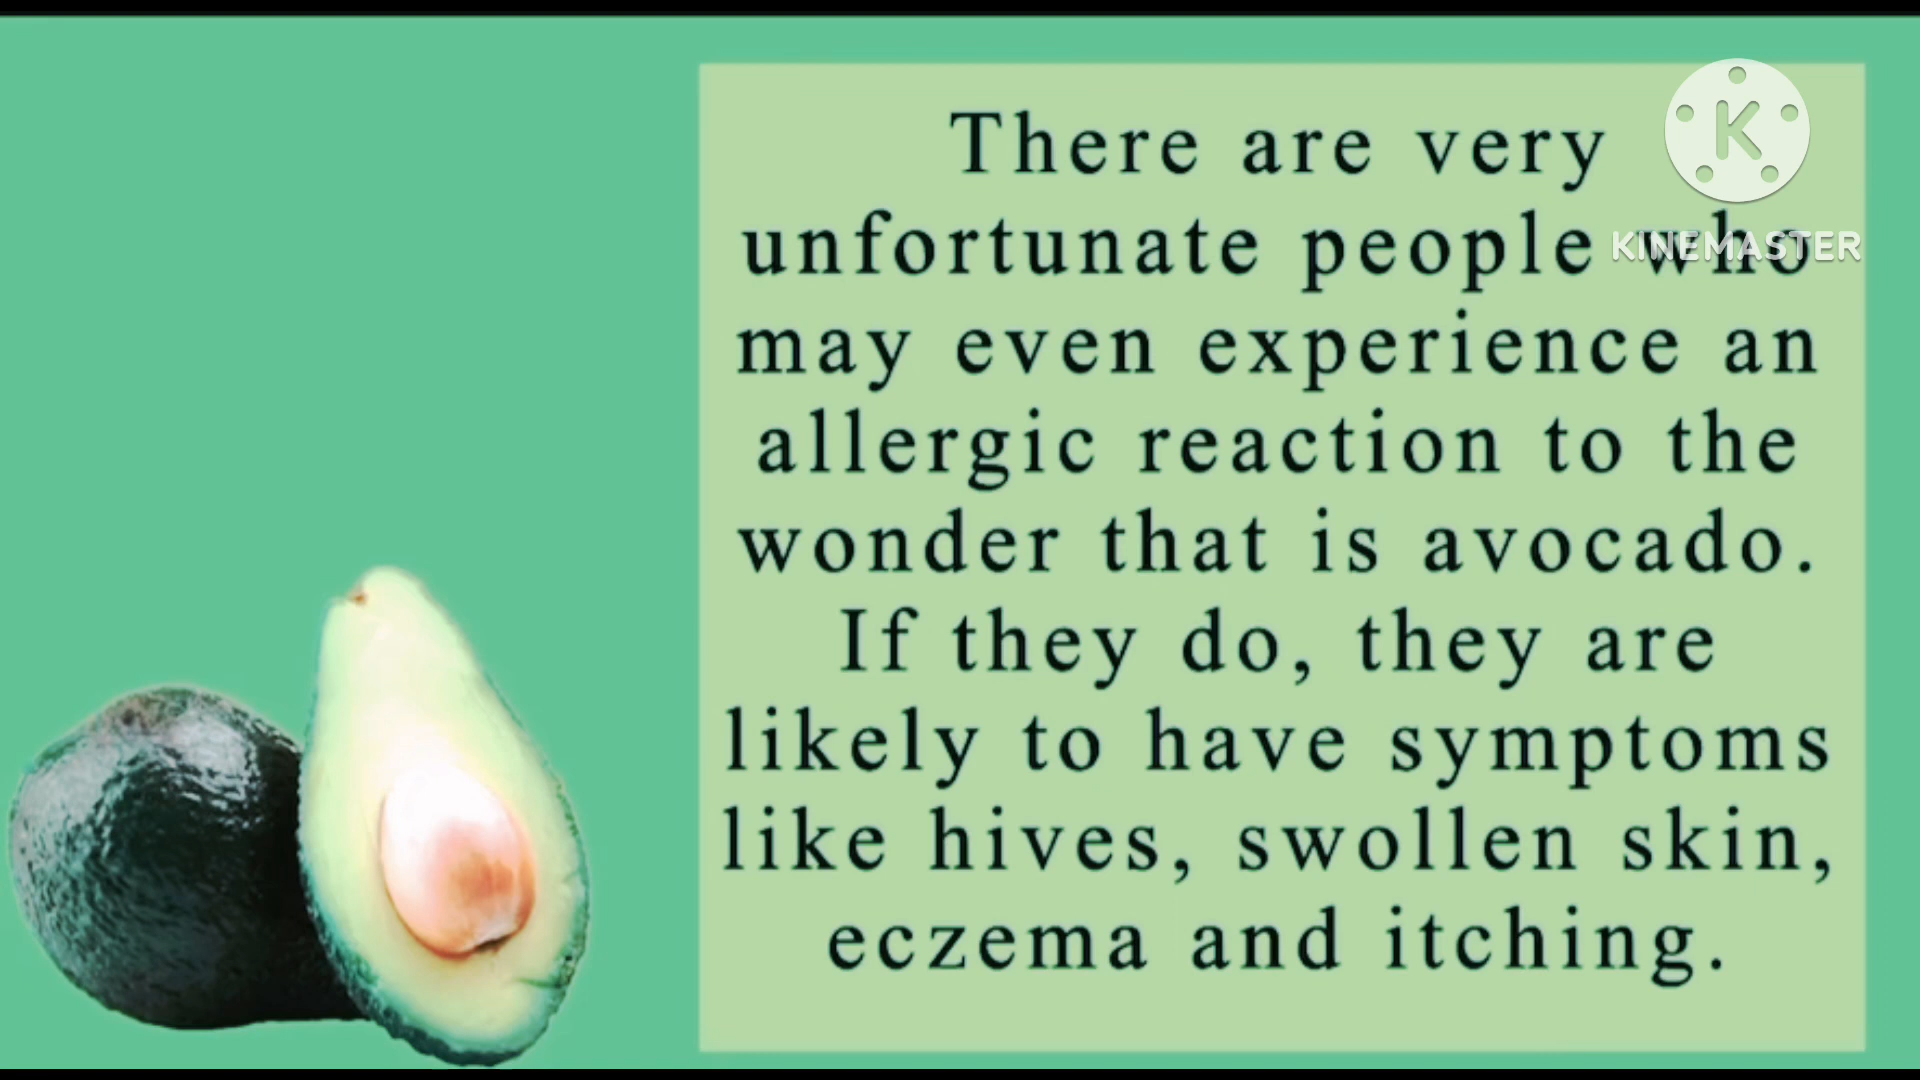 There are very
unfortunate people who
may even experience an
allergic reaction to the
wonder that is avocado.
If they do, they are
likely to have symptoms
like hives, swollen skin,
eczema and itching.
K
KINEMASTER